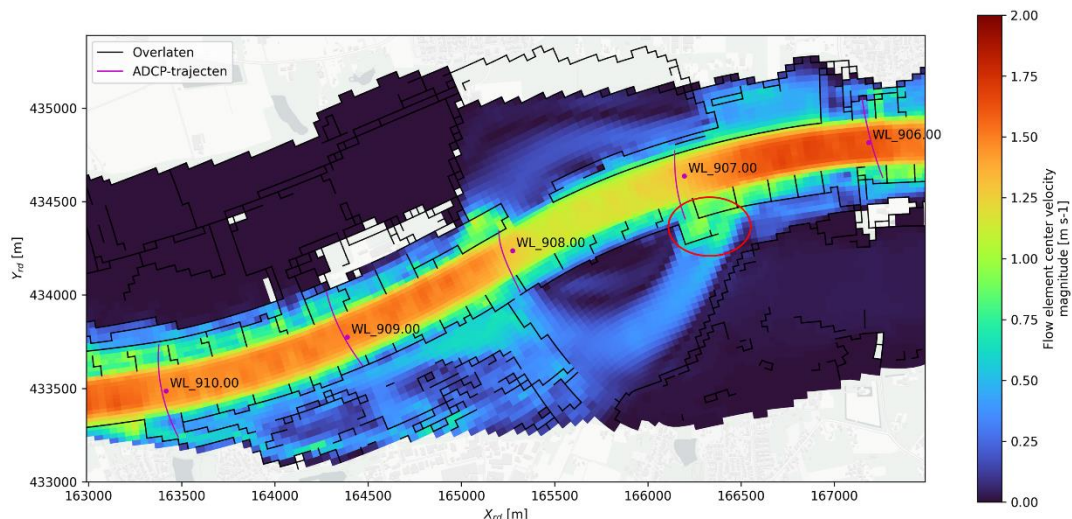 Overlaten
ADCP-trajecten
WL_906.00
WL_907.00
WL_908.00
WL_909.00
WL_910.00
435000
434500
434000
433500
433000
Yrd [m]
163000 163500 164000 164500 165000 165500 166000 166500 167000
Xrd [m]
2.00
1.75
1.50
1.25
1.00
0.75
0.50
0.25
0.00
Flow element center velocity
magnitude [m s-1]